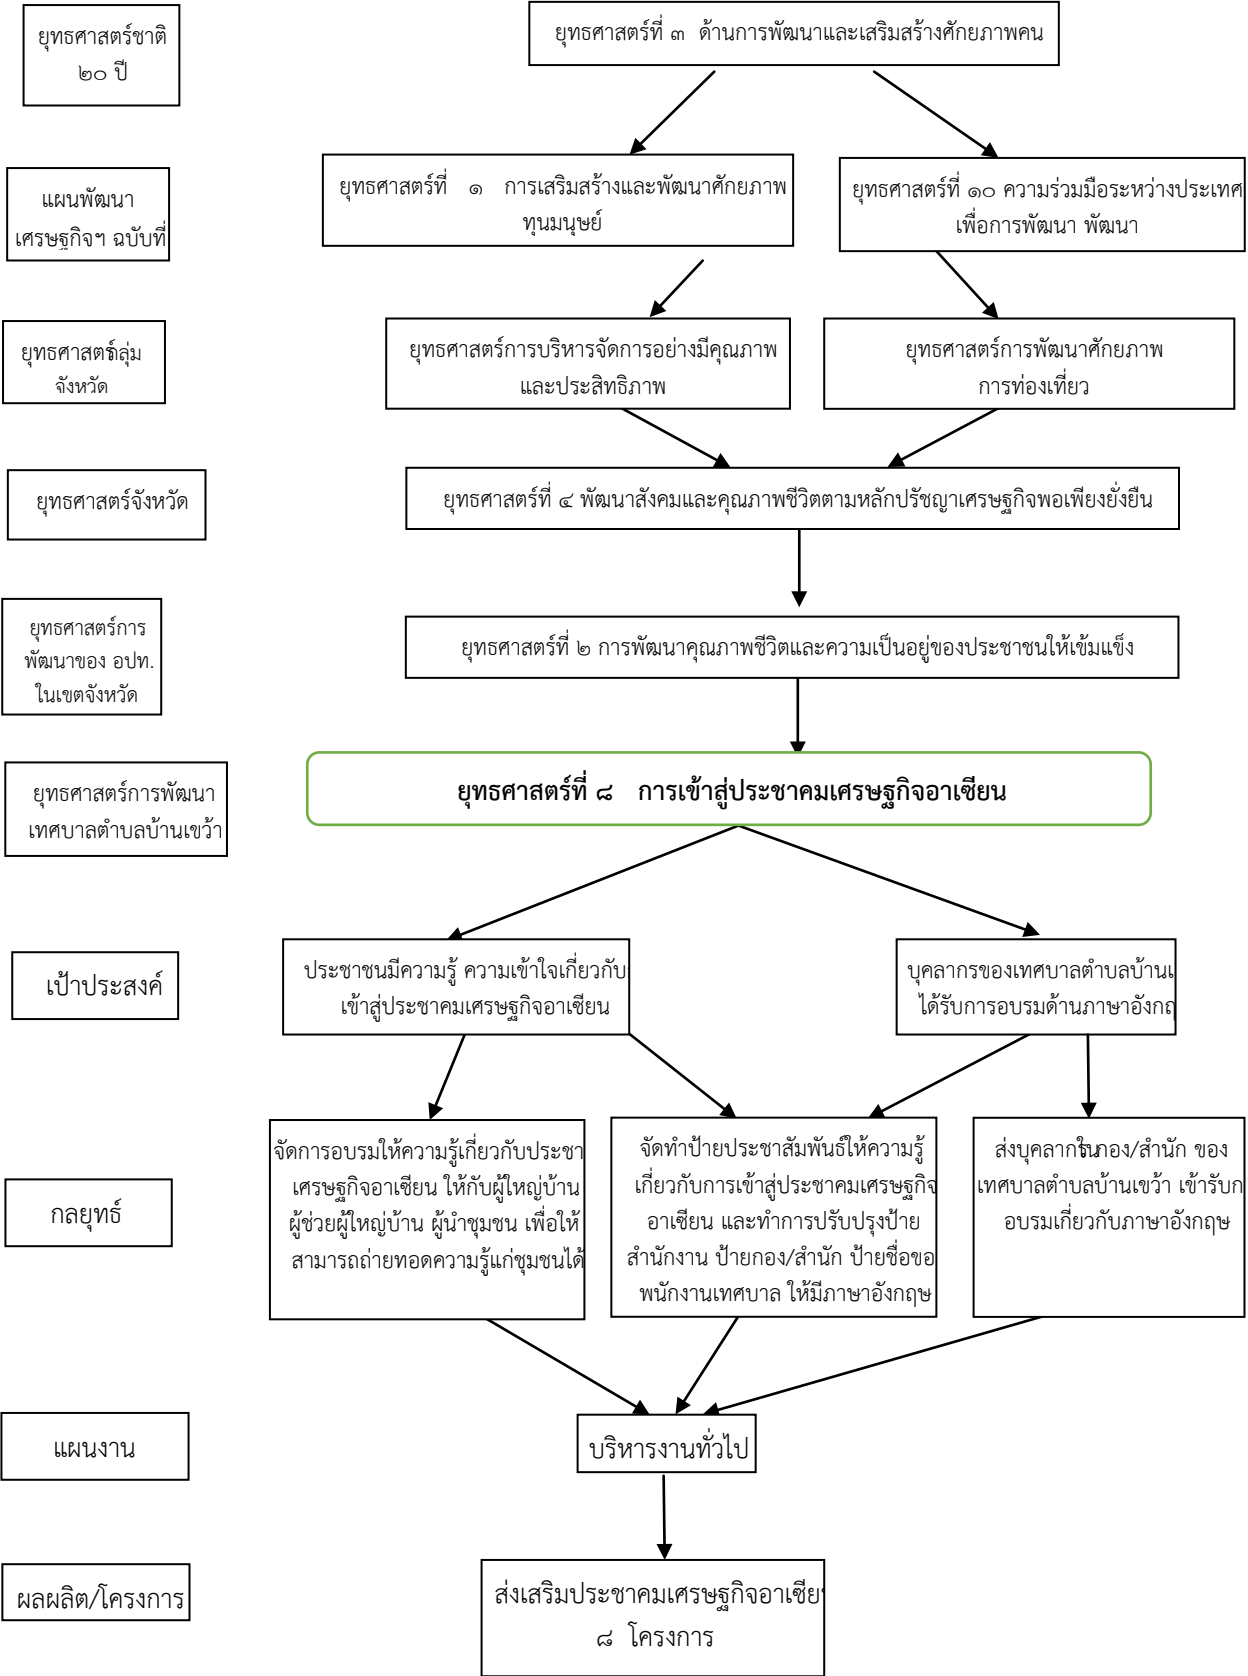 ยุทธศาสตร์ชาติ
๒๐ ปี
ยุทธศาสตร์ที่ ๓ ด้านการพัฒนาและเสริมสร้างศักยภาพคน
แผนพัฒนา
เศรษฐกิจฯ ฉบับที่
ยุทธศาสตร์ที่ ๑ การเสริมสร้างและพัฒนาศักยภาพ
ทุนมนุษย์
ยุทธศาสตร์ที่ ๑๐ ความร่วมมือระหว่างประเทศ
เพื่อการพัฒนา พัฒนา
ยุทธศาสตร์กลุ่ม
จังหวัด
ยุทธศาสตร์การบริหารจัดการอย่างมีคุณภาพ
และประสิทธิภาพ
ยุทธศาสตร์การพัฒนาศักยภาพ
การท่องเที่ยว
ยุทธศาสตร์จังหวัด
ยุทธศาสตร์ที่ ๔ พัฒนาสังคมและคุณภาพชีวิตตามหลักปรัชญาเศรษฐกิจพอเพียงยั่งยืน
ยุทธศาสตร์การ
พัฒนาของ อปท.
ในเขตจังหวัด
ยุทธศาสตร์ที่ ๒ การพัฒนาคุณภาพชีวิตและความเป็นอยู่ของประชาชนให้เข้มแข็ง
ยุทธศาสตร์การพัฒนา
เทศบาลตำบลบ้านเขว้า
ยุทธศาสตร์ที่ ๘ การเข้าสู่ประชาคมเศรษฐกิจอาเซียน
เป้าประสงค์
ประชาชนมีความรู้ ความเข้าใจเกี่ยวกับ
เข้าสู่ประชาคมเศรษฐกิจอาเซียน
บุคลากรของเทศบาลตำบลบ้านเ
ได้รับการอบรมด้านภาษาอังกฤ
กลยุทธ์
จัดการอบรมให้ความรู้เกี่ยวกับประชา
เศรษฐกิจอาเซียน ให้กับผู้ใหญ่บ้าน
ผู้ช่วยผู้ใหญ่บ้าน ผู้นำชุมชน เพื่อให้
สามารถถ่ายทอดความรู้แก่ชุมชนได้
จัดทำป้ายประชาสัมพันธ์ให้ความรู้
เกี่ยวกับการเข้าสู่ประชาคมเศรษฐกิจ
อาเซียน และทำการปรับปรุงป้าย
สำนักงาน ป้ายกอง/สำนัก ป้ายชื่อขอ
พนักงานเทศบาล ให้มีภาษาอังกฤษ
ส่งบุคลากรในกอง/สำนัก ของ
เทศบาลตำบลบ้านเขว้า เข้ารับก
อบรมเกี่ยวกับภาษาอังกฤษ
แผนงาน
บริหารงานทั่วไป
ผลผลิต/โครงการ
ส่งเสริมประชาคมเศรษฐกิจอาเซีย
๘ โครงการ